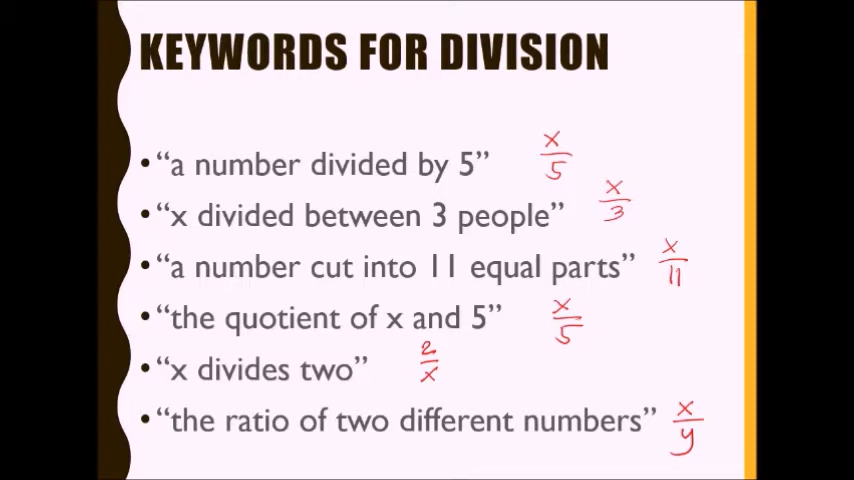 KEYWORDS FOR DIVISION
• “a number divided by 5” x/5
• “x divided between 3 people” x/3
• “a number cut into 11 equal parts” x/11
• “the quotient of x and 5” x/5
• “x divides two” 2/x
• “the ratio of two different numbers” x/y